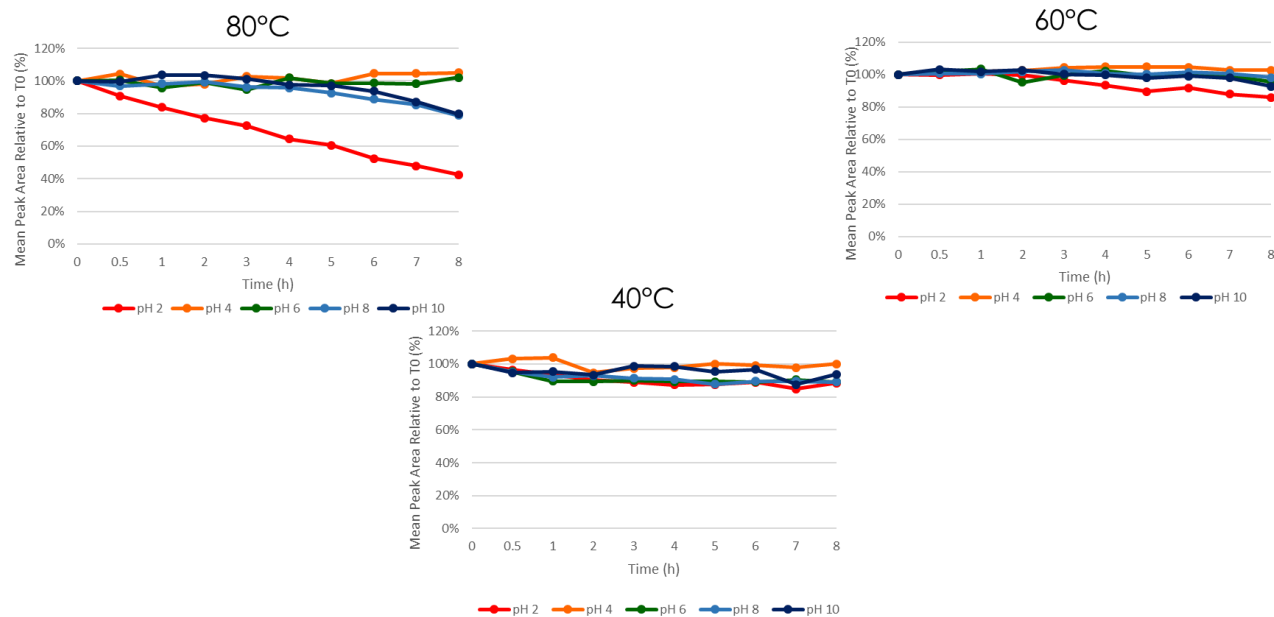 80°C
Mean Peak Area Relative to T0 (%)
120%
100%
80%
60%
40%
20%
0%
0 0.5 1 2 3 4 5 6 7 8
Time (h)
pH 2 pH 4 pH 6 pH 8 pH 10
60°C
Mean Peak Area Relative to T0 (%)
120%
100%
80%
60%
40%
20%
0%
0 0.5 1 2 3 4 5 6 7 8
Time (h)
pH 2 pH 4 pH 6 pH 8 pH 10
40°C
Mean Peak Area Relative to T0 (%)
120%
100%
80%
60%
40%
20%
0%
0 0.5 1 2 3 4 5 6 7 8
Time (h)
pH 2 pH 4 pH 6 pH 8 pH 10